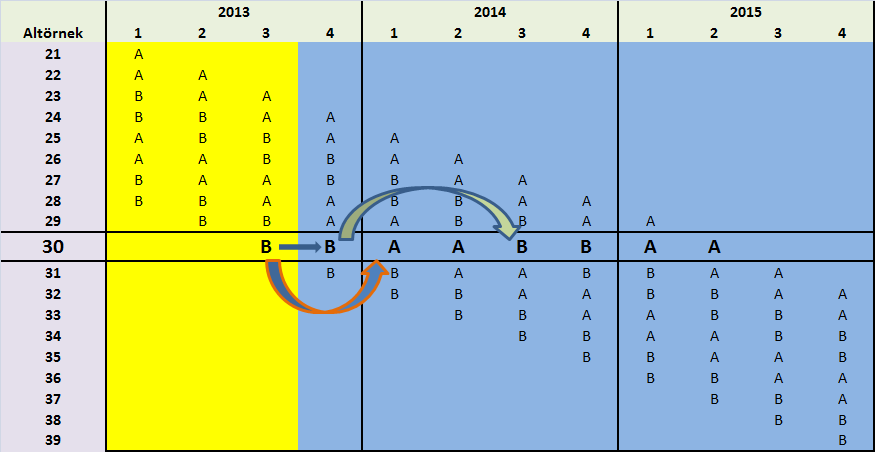 2013 2014 2015
Altörnek 1 2 3 4 1 2 3 4 1 2 3 4
21 A
22 A A
23 B A A
24 B B A A
25 A B B A A
26 A A B B A A
27 B A A B B A A
28 B B A A B B A A
29 B B A A B B A A
30 B B A A B B A A
31 B B A A B B A A
32 B B A A B B A A
33 B B A A B B A
34 B B A A B B
35 B B A A B
36 B B A A
37 B B A
38 B B
39 B